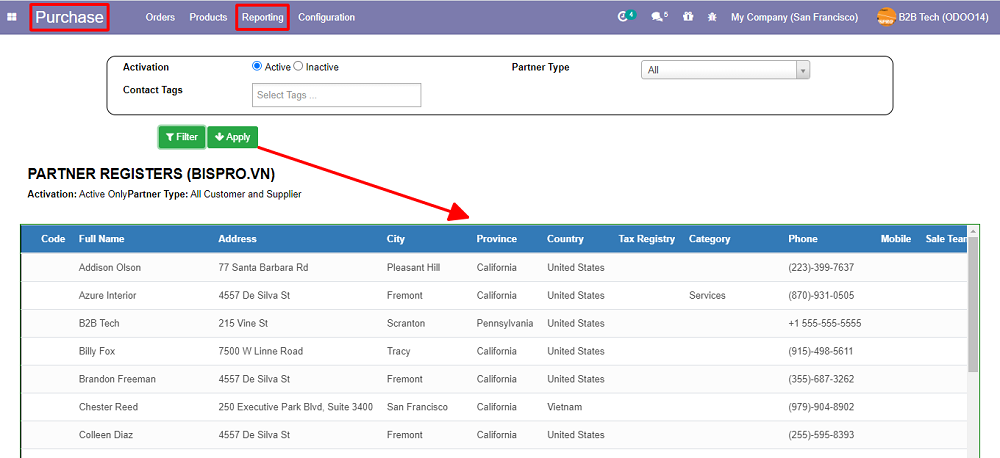 Purchase Orders Products Reporting Configuration 4 5 My Company (San Francisco) B2B Tech (ODOO14)
Activation Active Inactive Partner Type All
Contact Tags Select Tags ...
Filter Apply
PARTNER REGISTERS (BISPRO.VN)
Activation: Active OnlyPartner Type: All Customer and Supplier
Code Full Name Address City Province Country Tax Registry Category Phone Mobile Sale Team
Addison Olson 77 Santa Barbara Rd Pleasant Hill California United States (223)-399-7637
Azure Interior 4557 De Silva St Fremont California United States Services (870)-931-0505
B2B Tech 215 Vine St Scranton Pennsylvania United States +1 555-555-5555
Billy Fox 7500 W Linne Road Tracy California United States (915)-498-5611
Brandon Freeman 4557 De Silva St Fremont California United States (355)-687-3262
Chester Reed 250 Executive Park Blvd, Suite 3400 San Francisco California Vietnam (979)-904-8902
Colleen Diaz 4557 De Silva St Fremont California United States (255)-595-8393